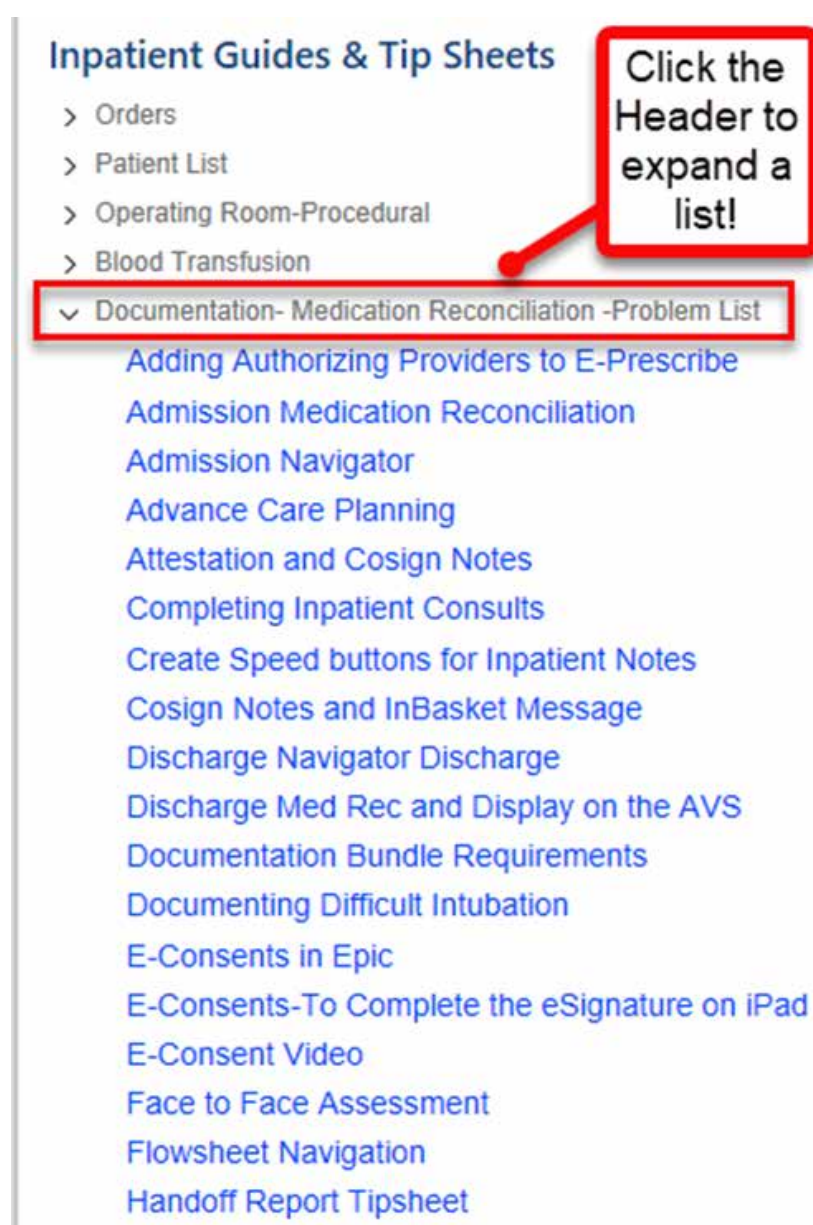 Inpatient Guides & Tip Sheets
Click the
Header to
expand a
list!
> Orders
> Patient List
> Operating Room-Procedural
> Blood Transfusion
Documentation- Medication Reconciliation -Problem List
Adding Authorizing Providers to E-Prescribe
Admission Medication Reconciliation
Admission Navigator
Advance Care Planning
Attestation and Cosign Notes
Completing Inpatient Consults
Create Speed buttons for Inpatient Notes
Cosign Notes and InBasket Message
Discharge Navigator Discharge
Discharge Med Rec and Display on the AVS
Documentation Bundle Requirements
Documenting Difficult Intubation
E-Consents in Epic
E-Consents-To Complete the eSignature on iPad
E-Consent Video
Face to Face Assessment
Flowsheet Navigation
Handoff Report Tipsheet